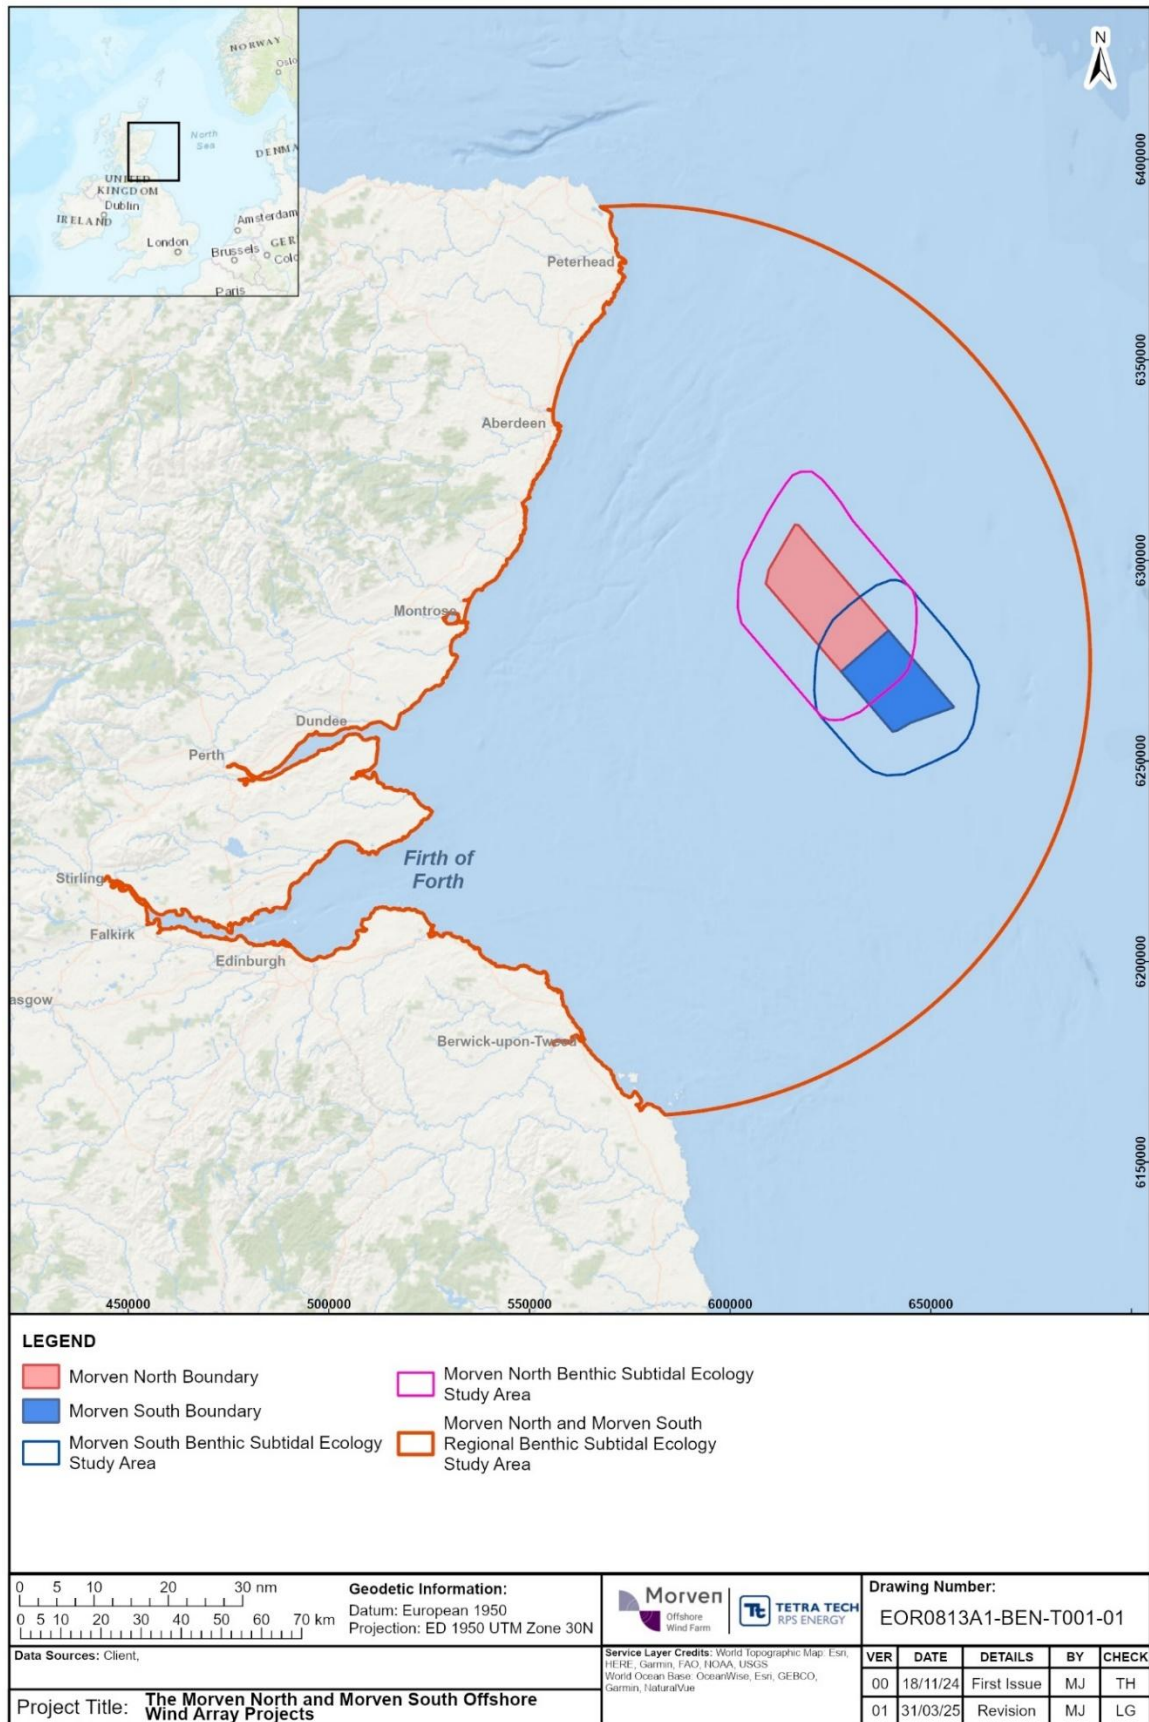 NORWAY
Oslo
North
Sea
DENMA
UNITED
KINGDOM
Dublin
IRELAND
Amsterdam
London
Brussels
GER
Colo
Paris
N
6400000
6350000
6300000
6250000
6200000
6150000
Peterhead
Aberdeen
Montrose
Dundee
Perth
Stirling
Firth of
Forth
Falkirk
Edinburgh
asgow
Berwick-upon-Tweed
450000
500000
550000
600000
650000
LEGEND
Morven North Boundary
Morven South Boundary
Morven South Benthic Subtidal Ecology
Study Area
Morven North Benthic Subtidal Ecology
Study Area
Morven North and Morven South
Regional Benthic Subtidal Ecology
Study Area
0 5 10 20 30 nm
0 5 10 20 30 40 50 60 70 km
Geodetic Information:
Datum: European 1950
Projection: ED 1950 UTM Zone 30N
Data Sources: Client,
Project Title: The Morven North and Morven South Offshore
Wind Array Projects
Morven
Offshore
Wind Farm
Tt TETRA TECH
RPS ENERGY
Service Layer Credits: World Topographic Map: Esri,
HERE, Garmin, FAO, NOAA, USGS
World Ocean Base: OceanWise, Esri, GEBCO,
Garmin, NaturalVue
Drawing Number:
EOR0813A1-BEN-T001-01
VER DATE DETAILS BY CHECK
00 18/11/24 First Issue MJ TH
01 31/03/25 Revision MJ LG